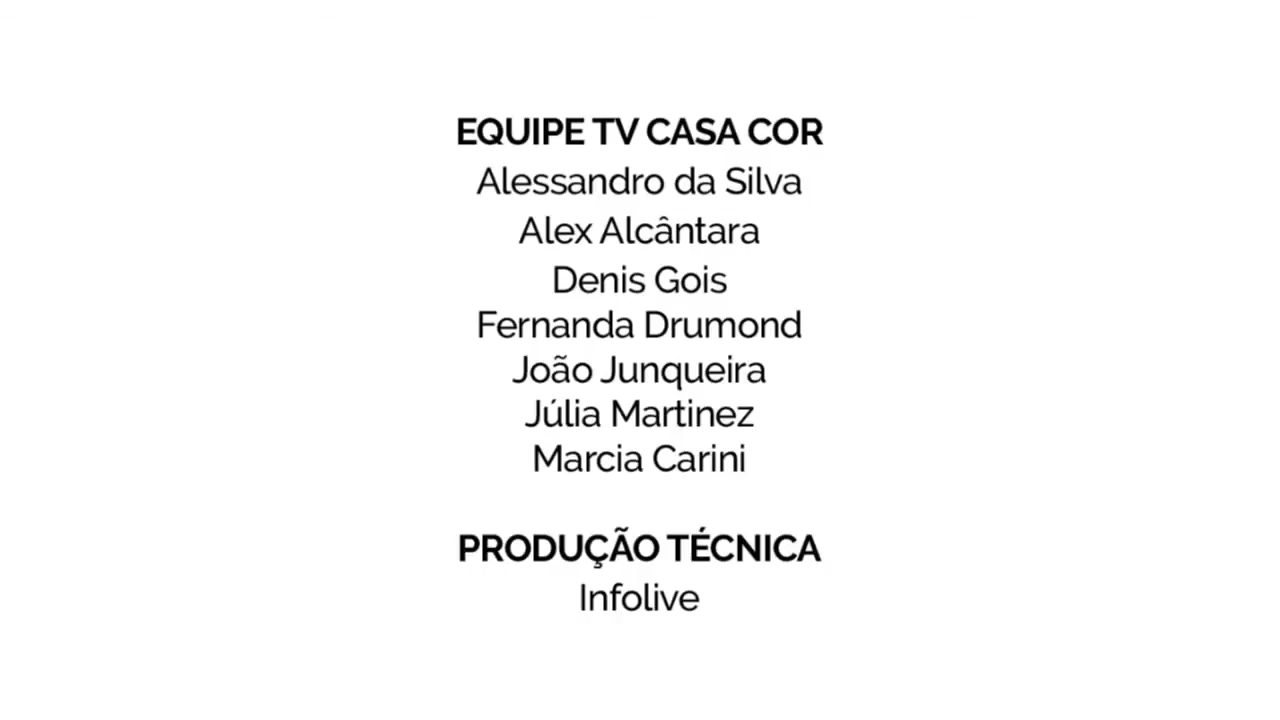 EQUIPE TV CASA COR
Alessandro da Silva
Alex Alcântara
Denis Gois
Fernanda Drumond
João Junqueira
Júlia Martinez
Marcia Carini
PRODUÇÃO TÉCNICA
Infolive